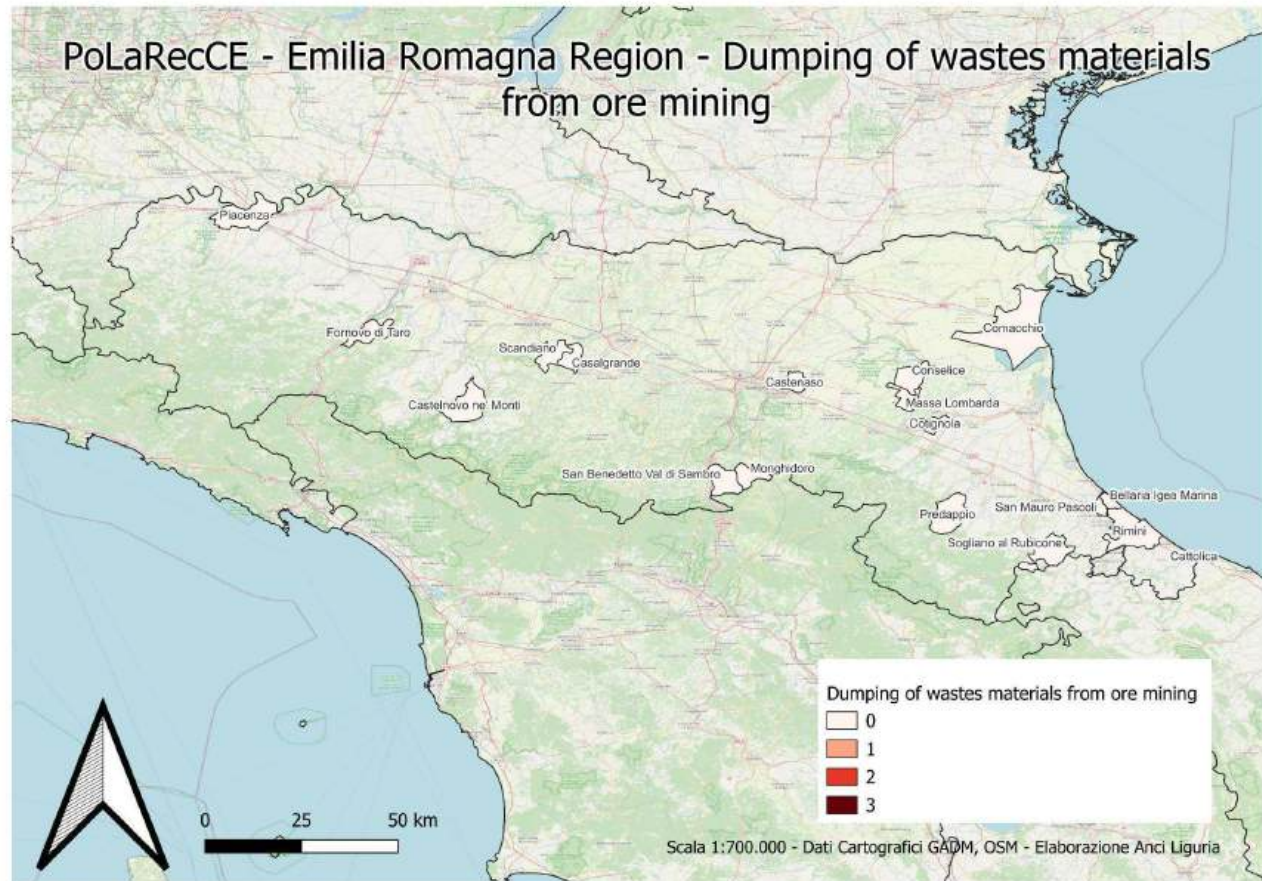 PoLaRecCE - Emilia Romagna Region - Dumping of wastes materials
from ore mining
Piacenza
Comacchio
Fornovo di Taro
Scandiano
Casalgrande
Conselice
Castenaso
Castelnovo ne' Monti
Massa Lombarda
Cotignola
San Benedetto Val di Sambro
Monghidoro
Bellaria Igea Marina
San Mauro Pascoli
Predappio
Rimini
Sogliano al Rubicone
Cattolica
Dumping of wastes materials from ore mining
0
1
2
3
0 25 50 km
Scala 1:700.000 - Dati Cartografici GADM, OSM - Elaborazione Anci Liguria